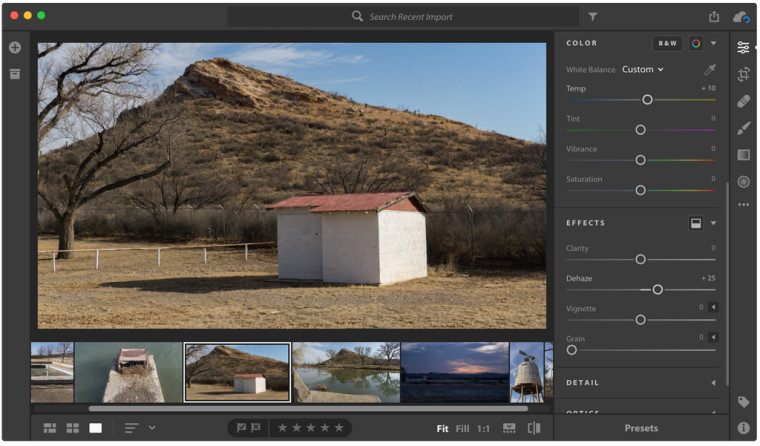 Search Recent Import
COLOR
B&W
White Balance Custom
Temp + 10
Tint 0
Vibrance 0
Saturation 0
EFFECTS
Clarity 0
Dehaze + 25
Vignette 0
Grain 0
DETAIL
OPTICS
Fit Fill 1:1
Presets